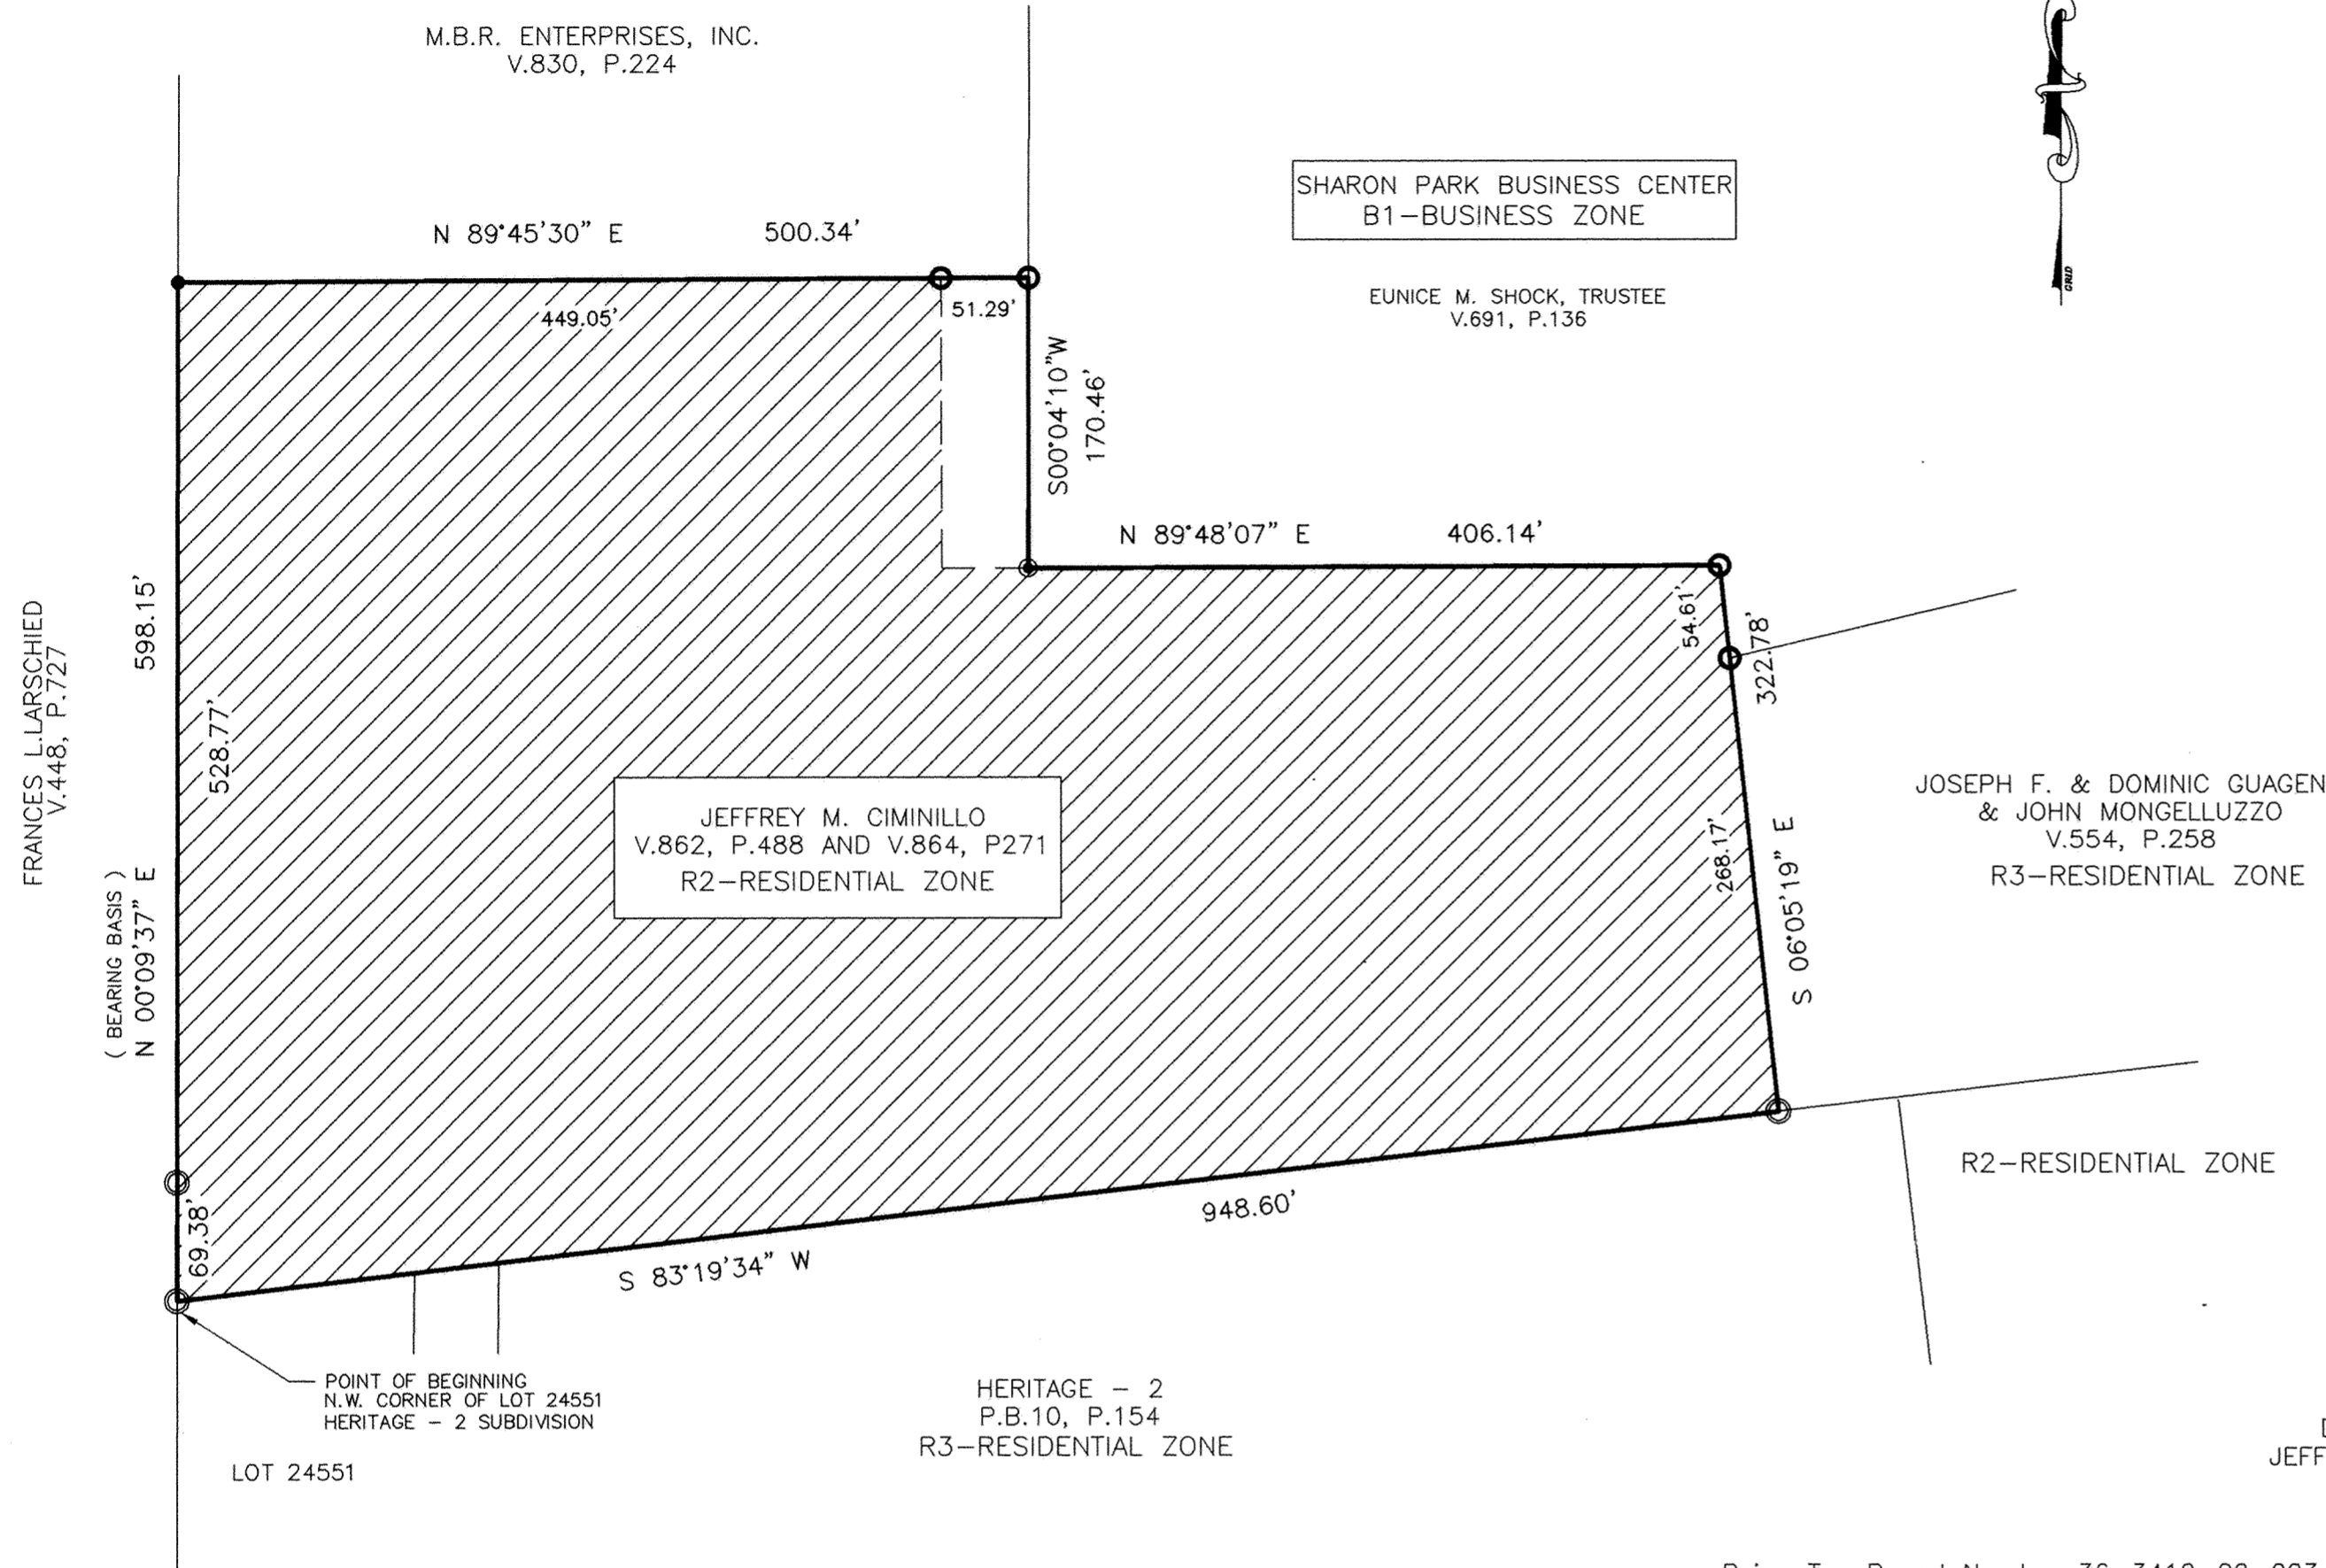 M.B.R. ENTERPRISES, INC.
V.830, P.224
SHARON PARK BUSINESS CENTER
B1-BUSINESS ZONE
N 89°45'30" E 500.34'
449.05'
51.29'
EUNICE M. SHOCK, TRUSTEE
V.691, P.136
GRID
S00°04'10"W
170.46'
N 89°48'07" E 406.14'
54.61'
322.78'
FRANCES L.LARSCHIED
V.448, P.727
598.15'
528.77'
( BEARING BASIS )
N 00°09'37" E
JEFFREY M. CIMINILLO
V.862, P.488 AND V.864, P271
R2-RESIDENTIAL ZONE
268.17'
S 06°05'19" E
JOSEPH F. & DOMINIC GUAGEN
& JOHN MONGELLUZZO
V.554, P.258
R3-RESIDENTIAL ZONE
R2-RESIDENTIAL ZONE
69.38'
948.60'
S 83°19'34" W
POINT OF BEGINNING
N.W. CORNER OF LOT 24551
HERITAGE - 2 SUBDIVISION
HERITAGE - 2
P.B.10, P.154
R3-RESIDENTIAL ZONE
LOT 24551
JEFF